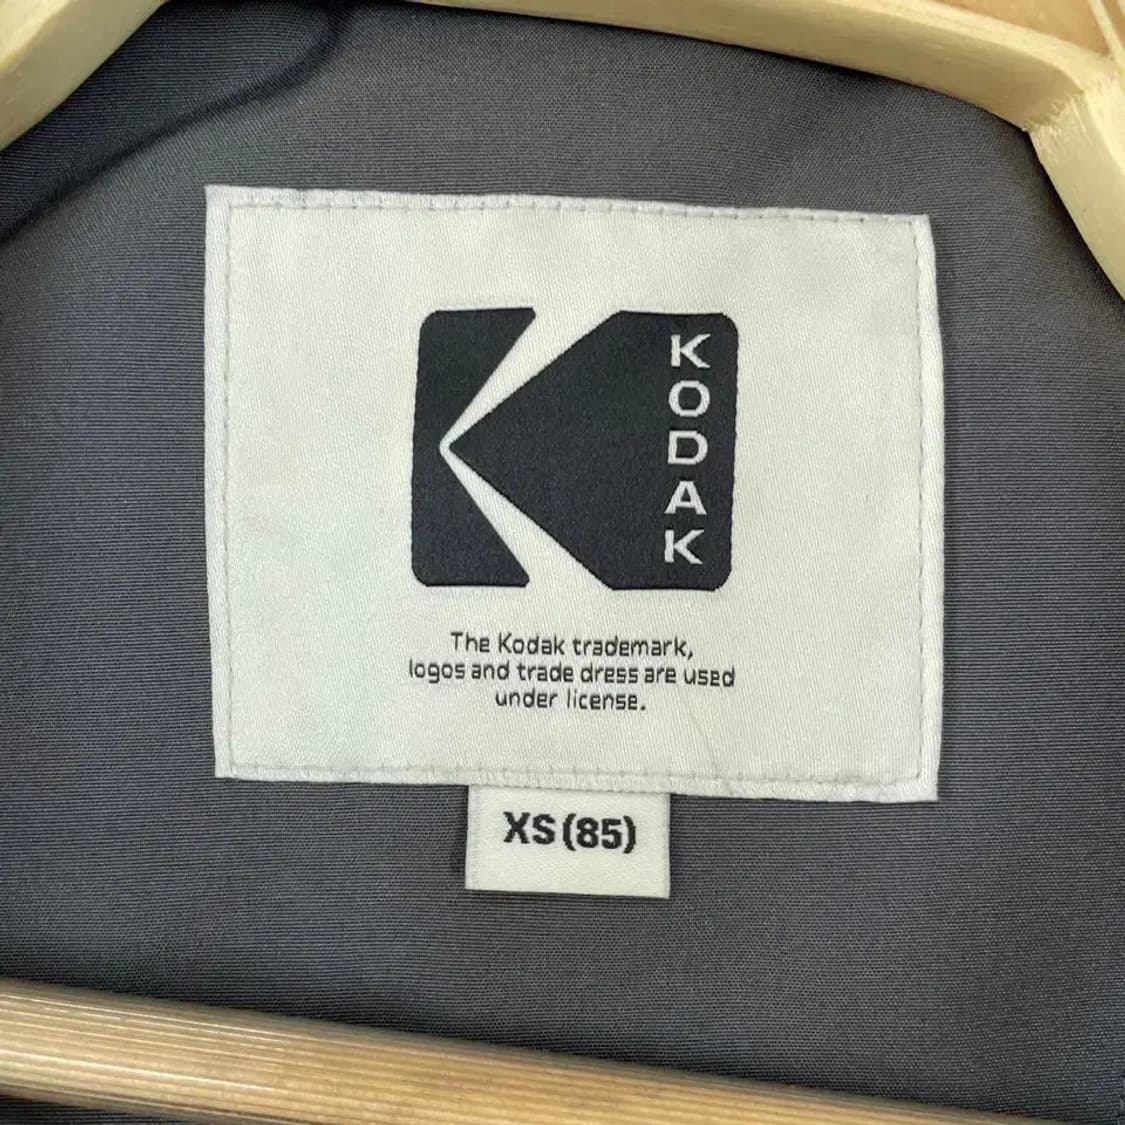 KODAK
The Kodak trademark,
logos and trade dress are used
under license.
XS (85)